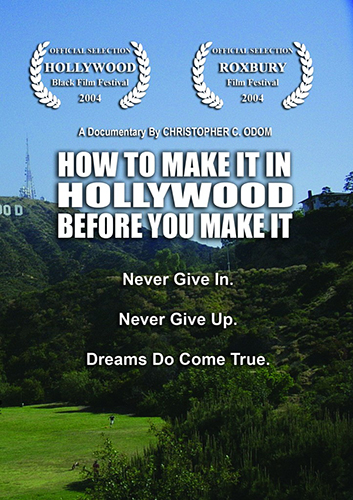 OFFICIAL SELECTION
HOLLYWOOD
Black Film Festival
2004
OFFICIAL SELECTION
ROXBURY
Film Festival
2004
A Documentary By CHRISTOPHER C. ODOM
HOW TO MAKE IT IN
HOLLYWOOD
BEFORE YOU MAKE IT
OOD
Never Give In.
Never Give Up.
Dreams Do Come True.